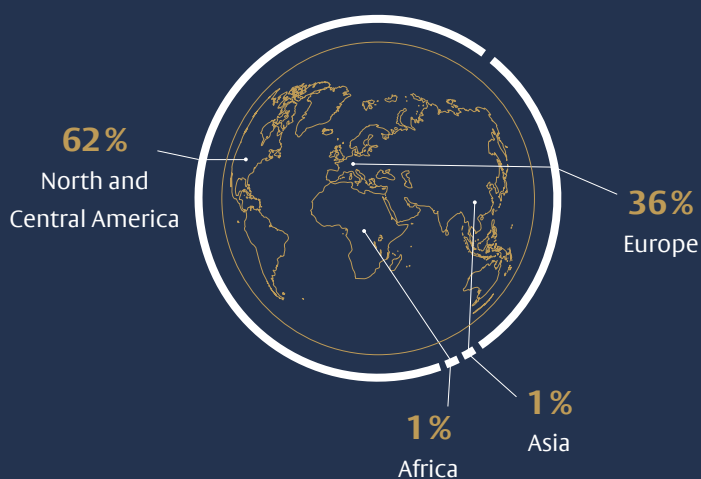 62%
North and
Central America
36%
Europe
1%
Asia
1%
Africa